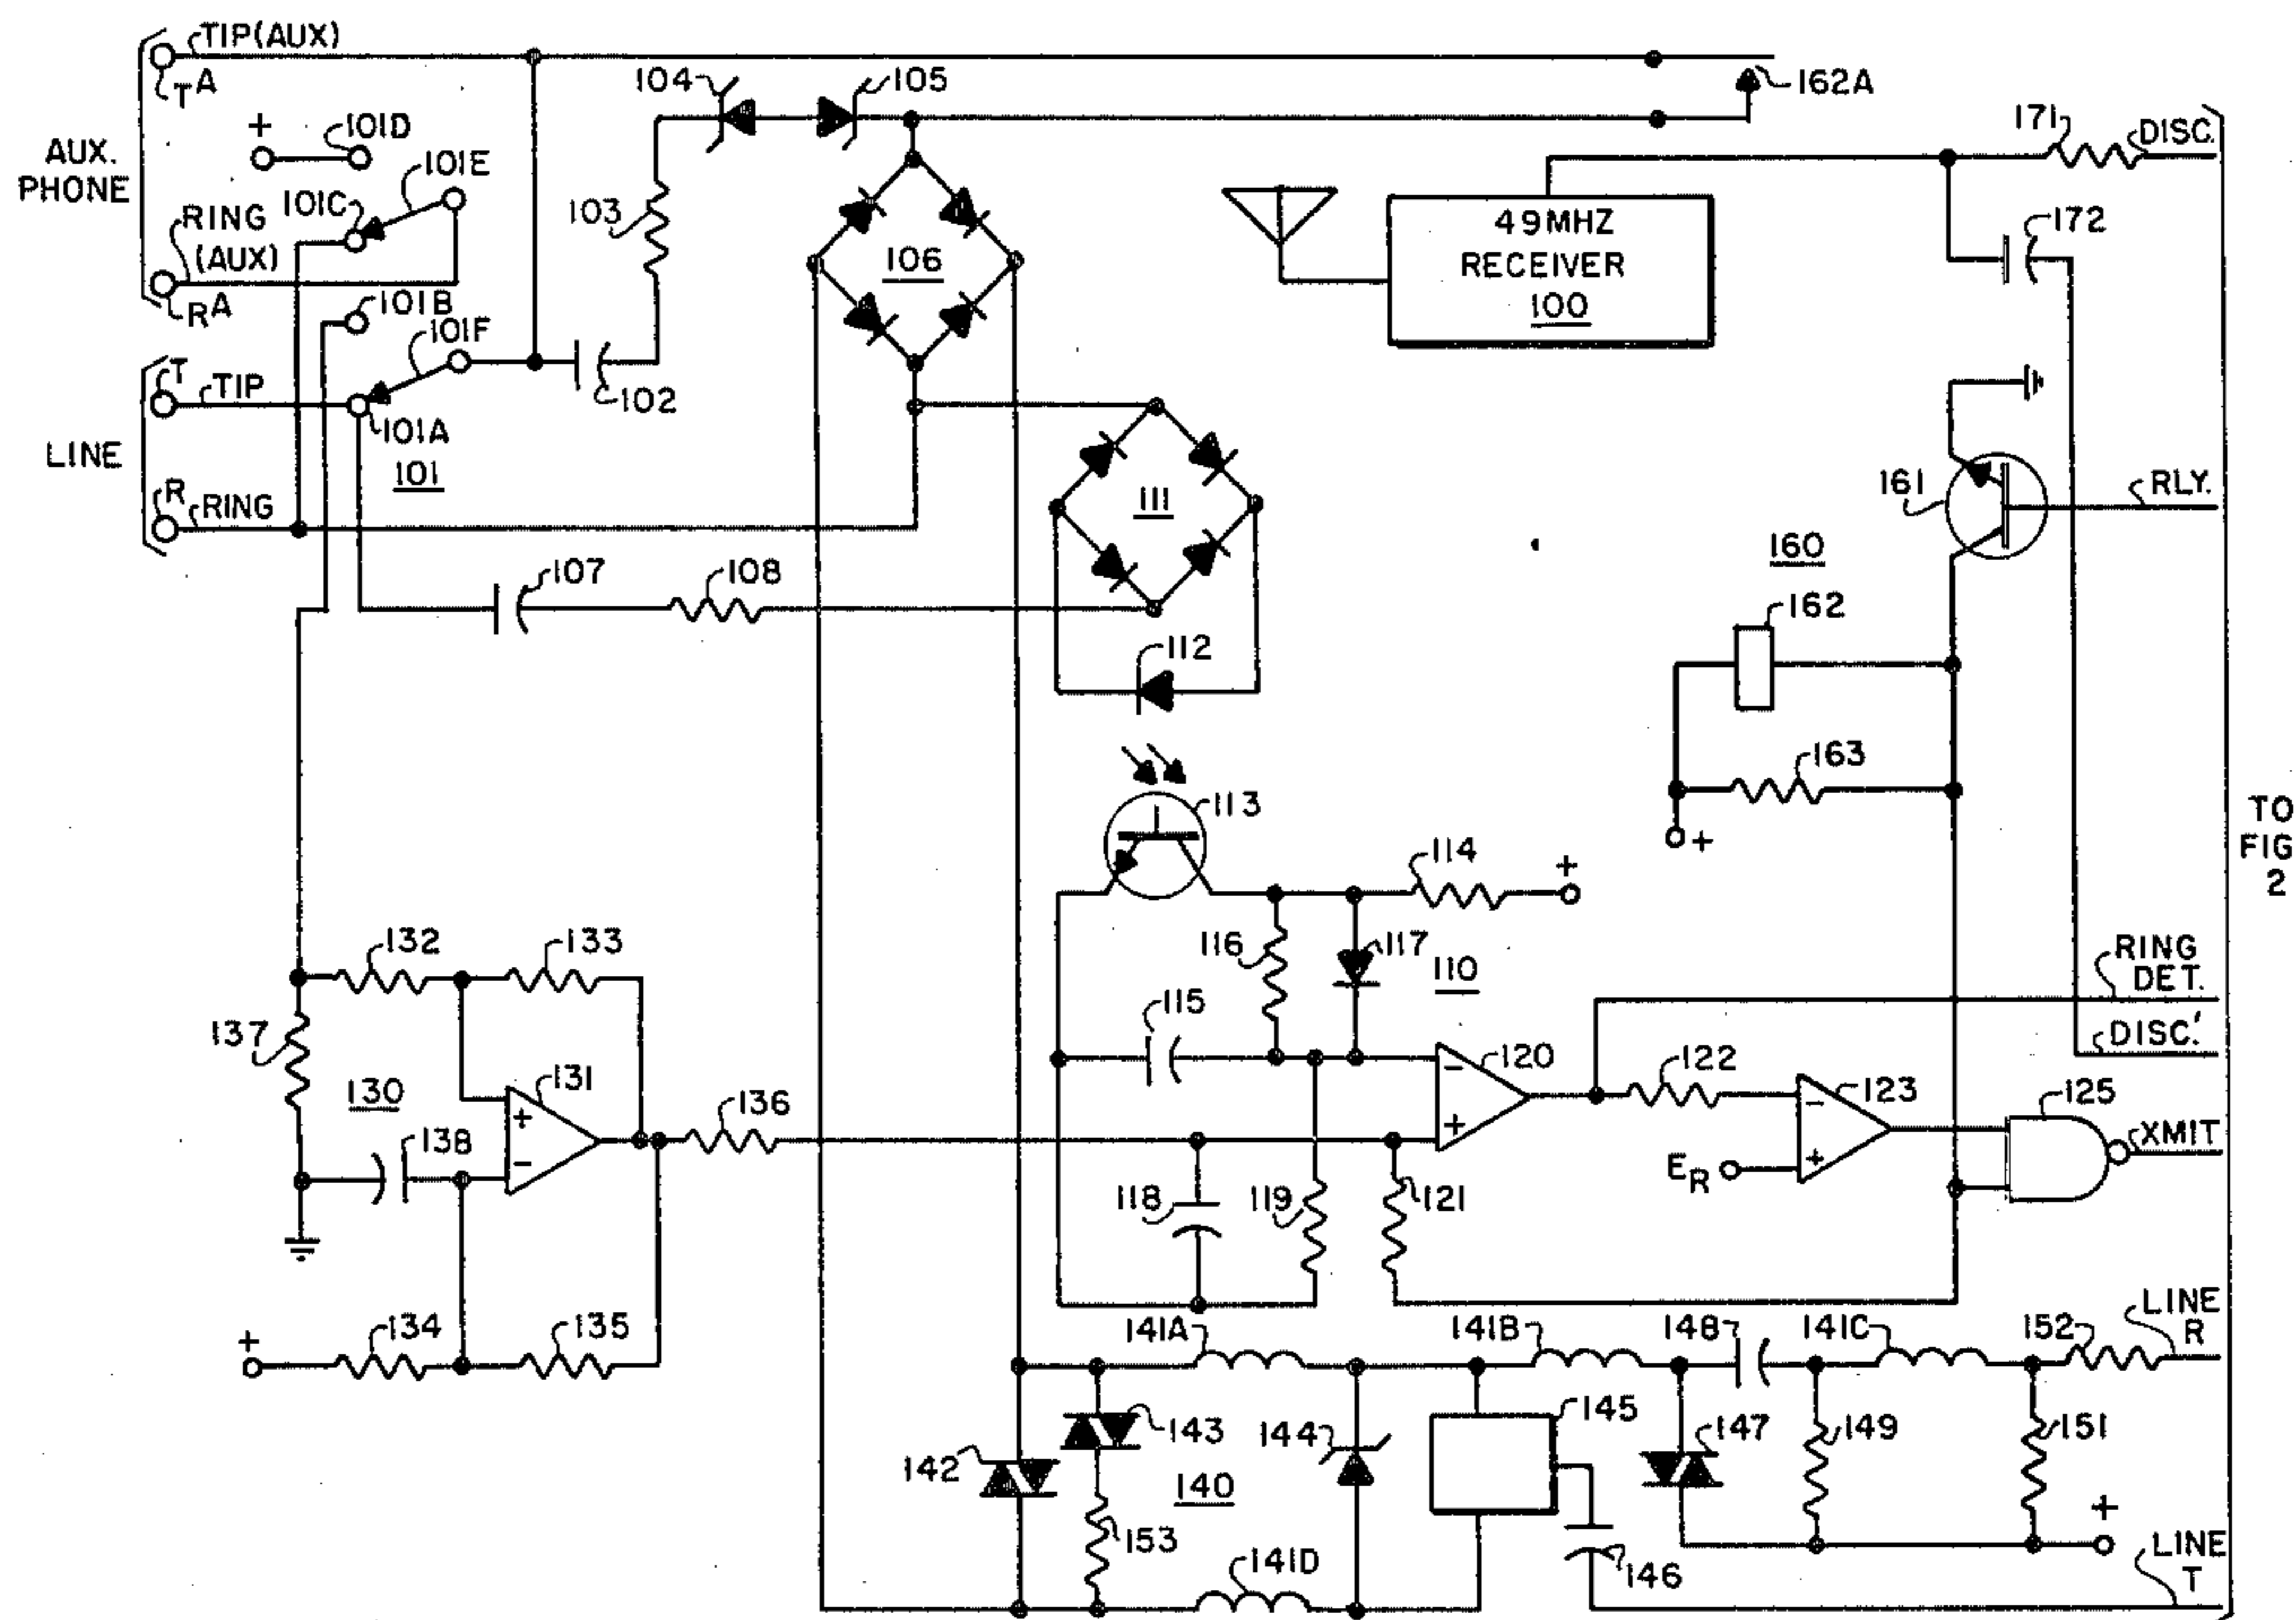 TIP(AUX)
T A
104
105
162A
+
101D
171
DISC.
AUX.
PHONE
101E
101C
RING
(AUX)
103
106
49MHZ
RECEIVER
100
172
R A
101B
101F
T
TIP
102
LINE
101A
101
R
RING
111
161
RLY.
107
108
160
162
112
163
113
+
TO
FIG
2
114
+
132
133
116
117
110
RING
DET.
115
137
DISC.'
130
131
+
-
138
136
-
+
120
122
-
+
123
125
XMIT
E R
118
119
121
LINE
R
+
134
135
141A
141B
148
141C
152
142
143
140
144
145
147
149
151
+
153
141D
146
LINE
T